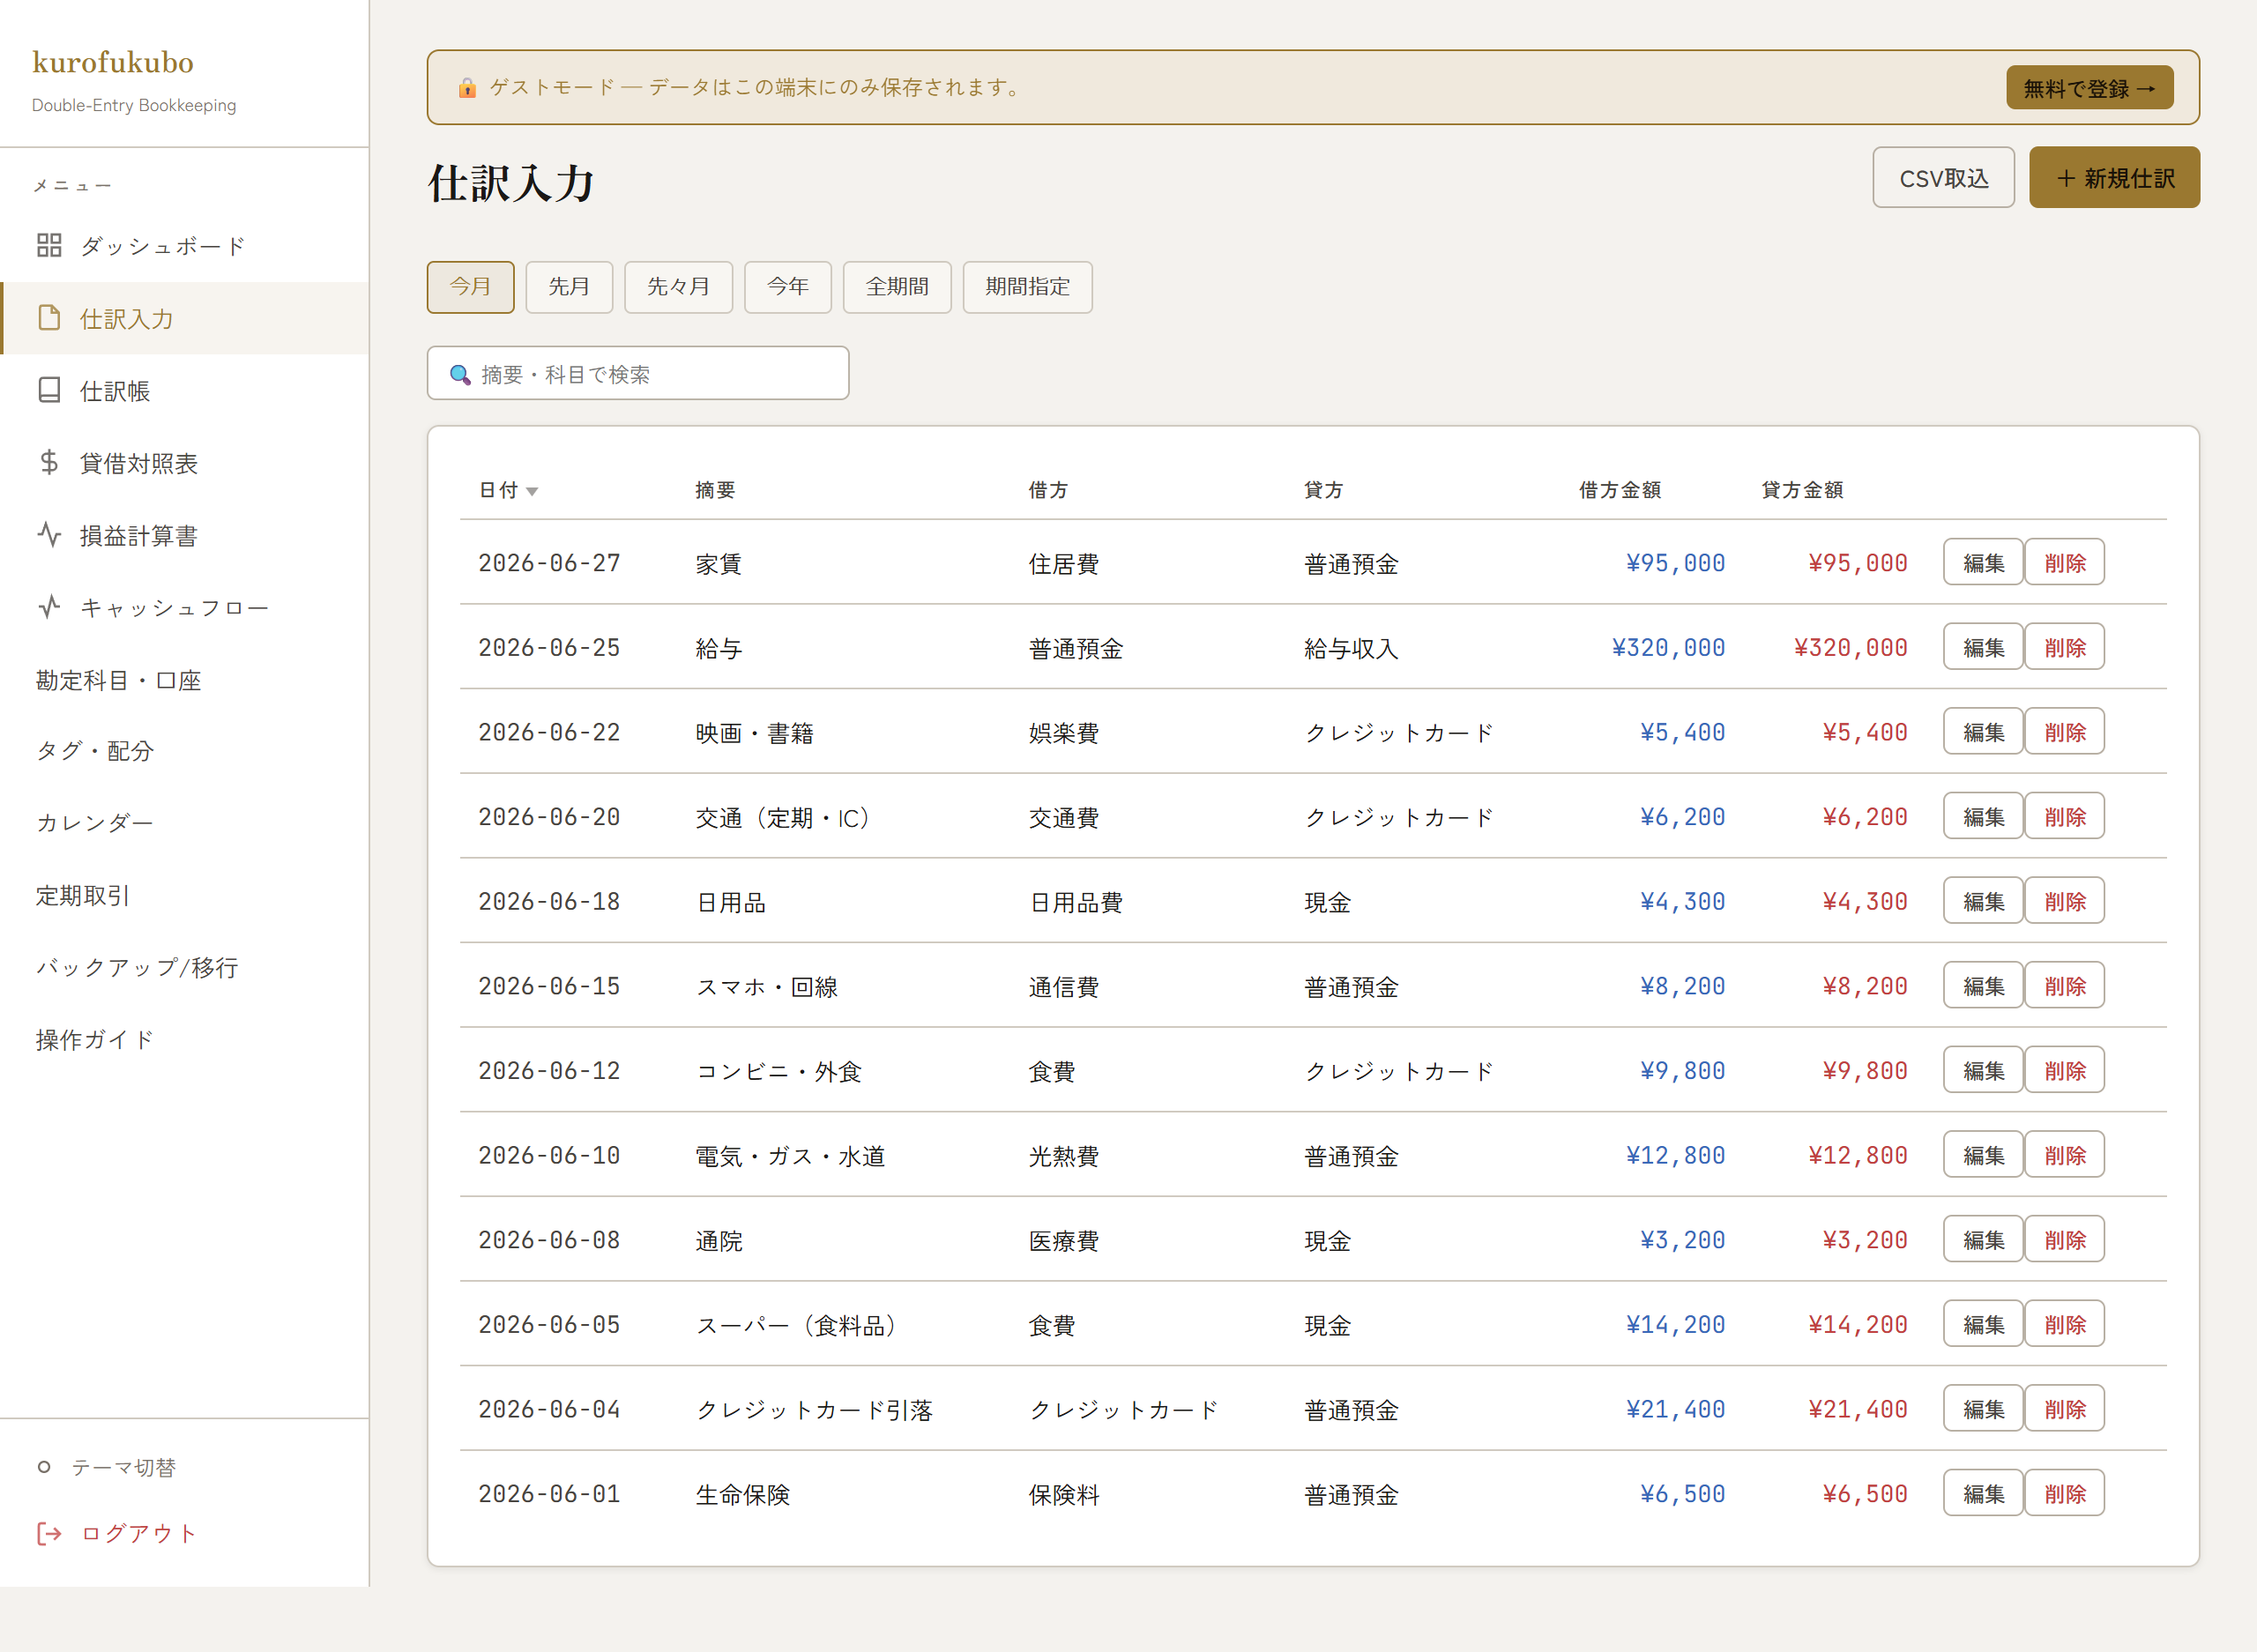 kurofukubo
Double-Entry Bookkeeping
メニュー
ダッシュボード
仕訳入力
仕訳帳
貸借対照表
損益計算書
キャッシュフロー
勘定科目・口座
タグ・配分
カレンダー
定期取引
バックアップ/移行
操作ガイド
テーマ切替
ログアウト
🔒 ゲストモード — データはこの端末にのみ保存されます。 無料で登録 →
仕訳入力 CSV取込 ＋ 新規仕訳
今月 先月 先々月 今年 全期間 期間指定
🔍 摘要・科目で検索
日付▼ 摘要 借方 貸方 借方金額 貸方金額
2026-06-27 家賃 住居費 普通預金 ¥95,000 ¥95,000 編集 削除
2026-06-25 給与 普通預金 給与収入 ¥320,000 ¥320,000 編集 削除
2026-06-22 映画・書籍 娯楽費 クレジットカード ¥5,400 ¥5,400 編集 削除
2026-06-20 交通（定期・IC） 交通費 クレジットカード ¥6,200 ¥6,200 編集 削除
2026-06-18 日用品 日用品費 現金 ¥4,300 ¥4,300 編集 削除
2026-06-15 スマホ・回線 通信費 普通預金 ¥8,200 ¥8,200 編集 削除
2026-06-12 コンビニ・外食 食費 クレジットカード ¥9,800 ¥9,800 編集 削除
2026-06-10 電気・ガス・水道 光熱費 普通預金 ¥12,800 ¥12,800 編集 削除
2026-06-08 通院 医療費 現金 ¥3,200 ¥3,200 編集 削除
2026-06-05 スーパー（食料品） 食費 現金 ¥14,200 ¥14,200 編集 削除
2026-06-04 クレジットカード引落 クレジットカード 普通預金 ¥21,400 ¥21,400 編集 削除
2026-06-01 生命保険 保険料 普通預金 ¥6,500 ¥6,500 編集 削除